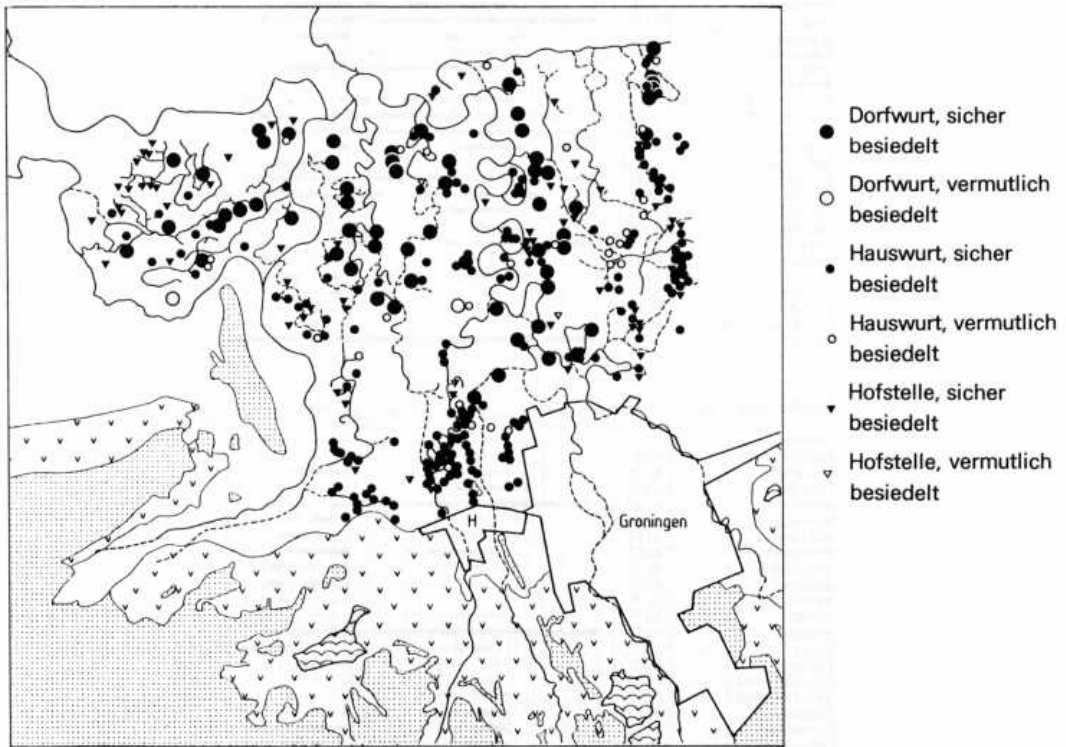 Dorfwurt, sicher
besiedelt
Dorfwurt, vermutlich
besiedelt
Hauswurt, sicher
besiedelt
Hauswurt, vermutlich
besiedelt
Hofstelle, sicher
besiedelt
Hofstelle, vermutlich
besiedelt
H
Groningen